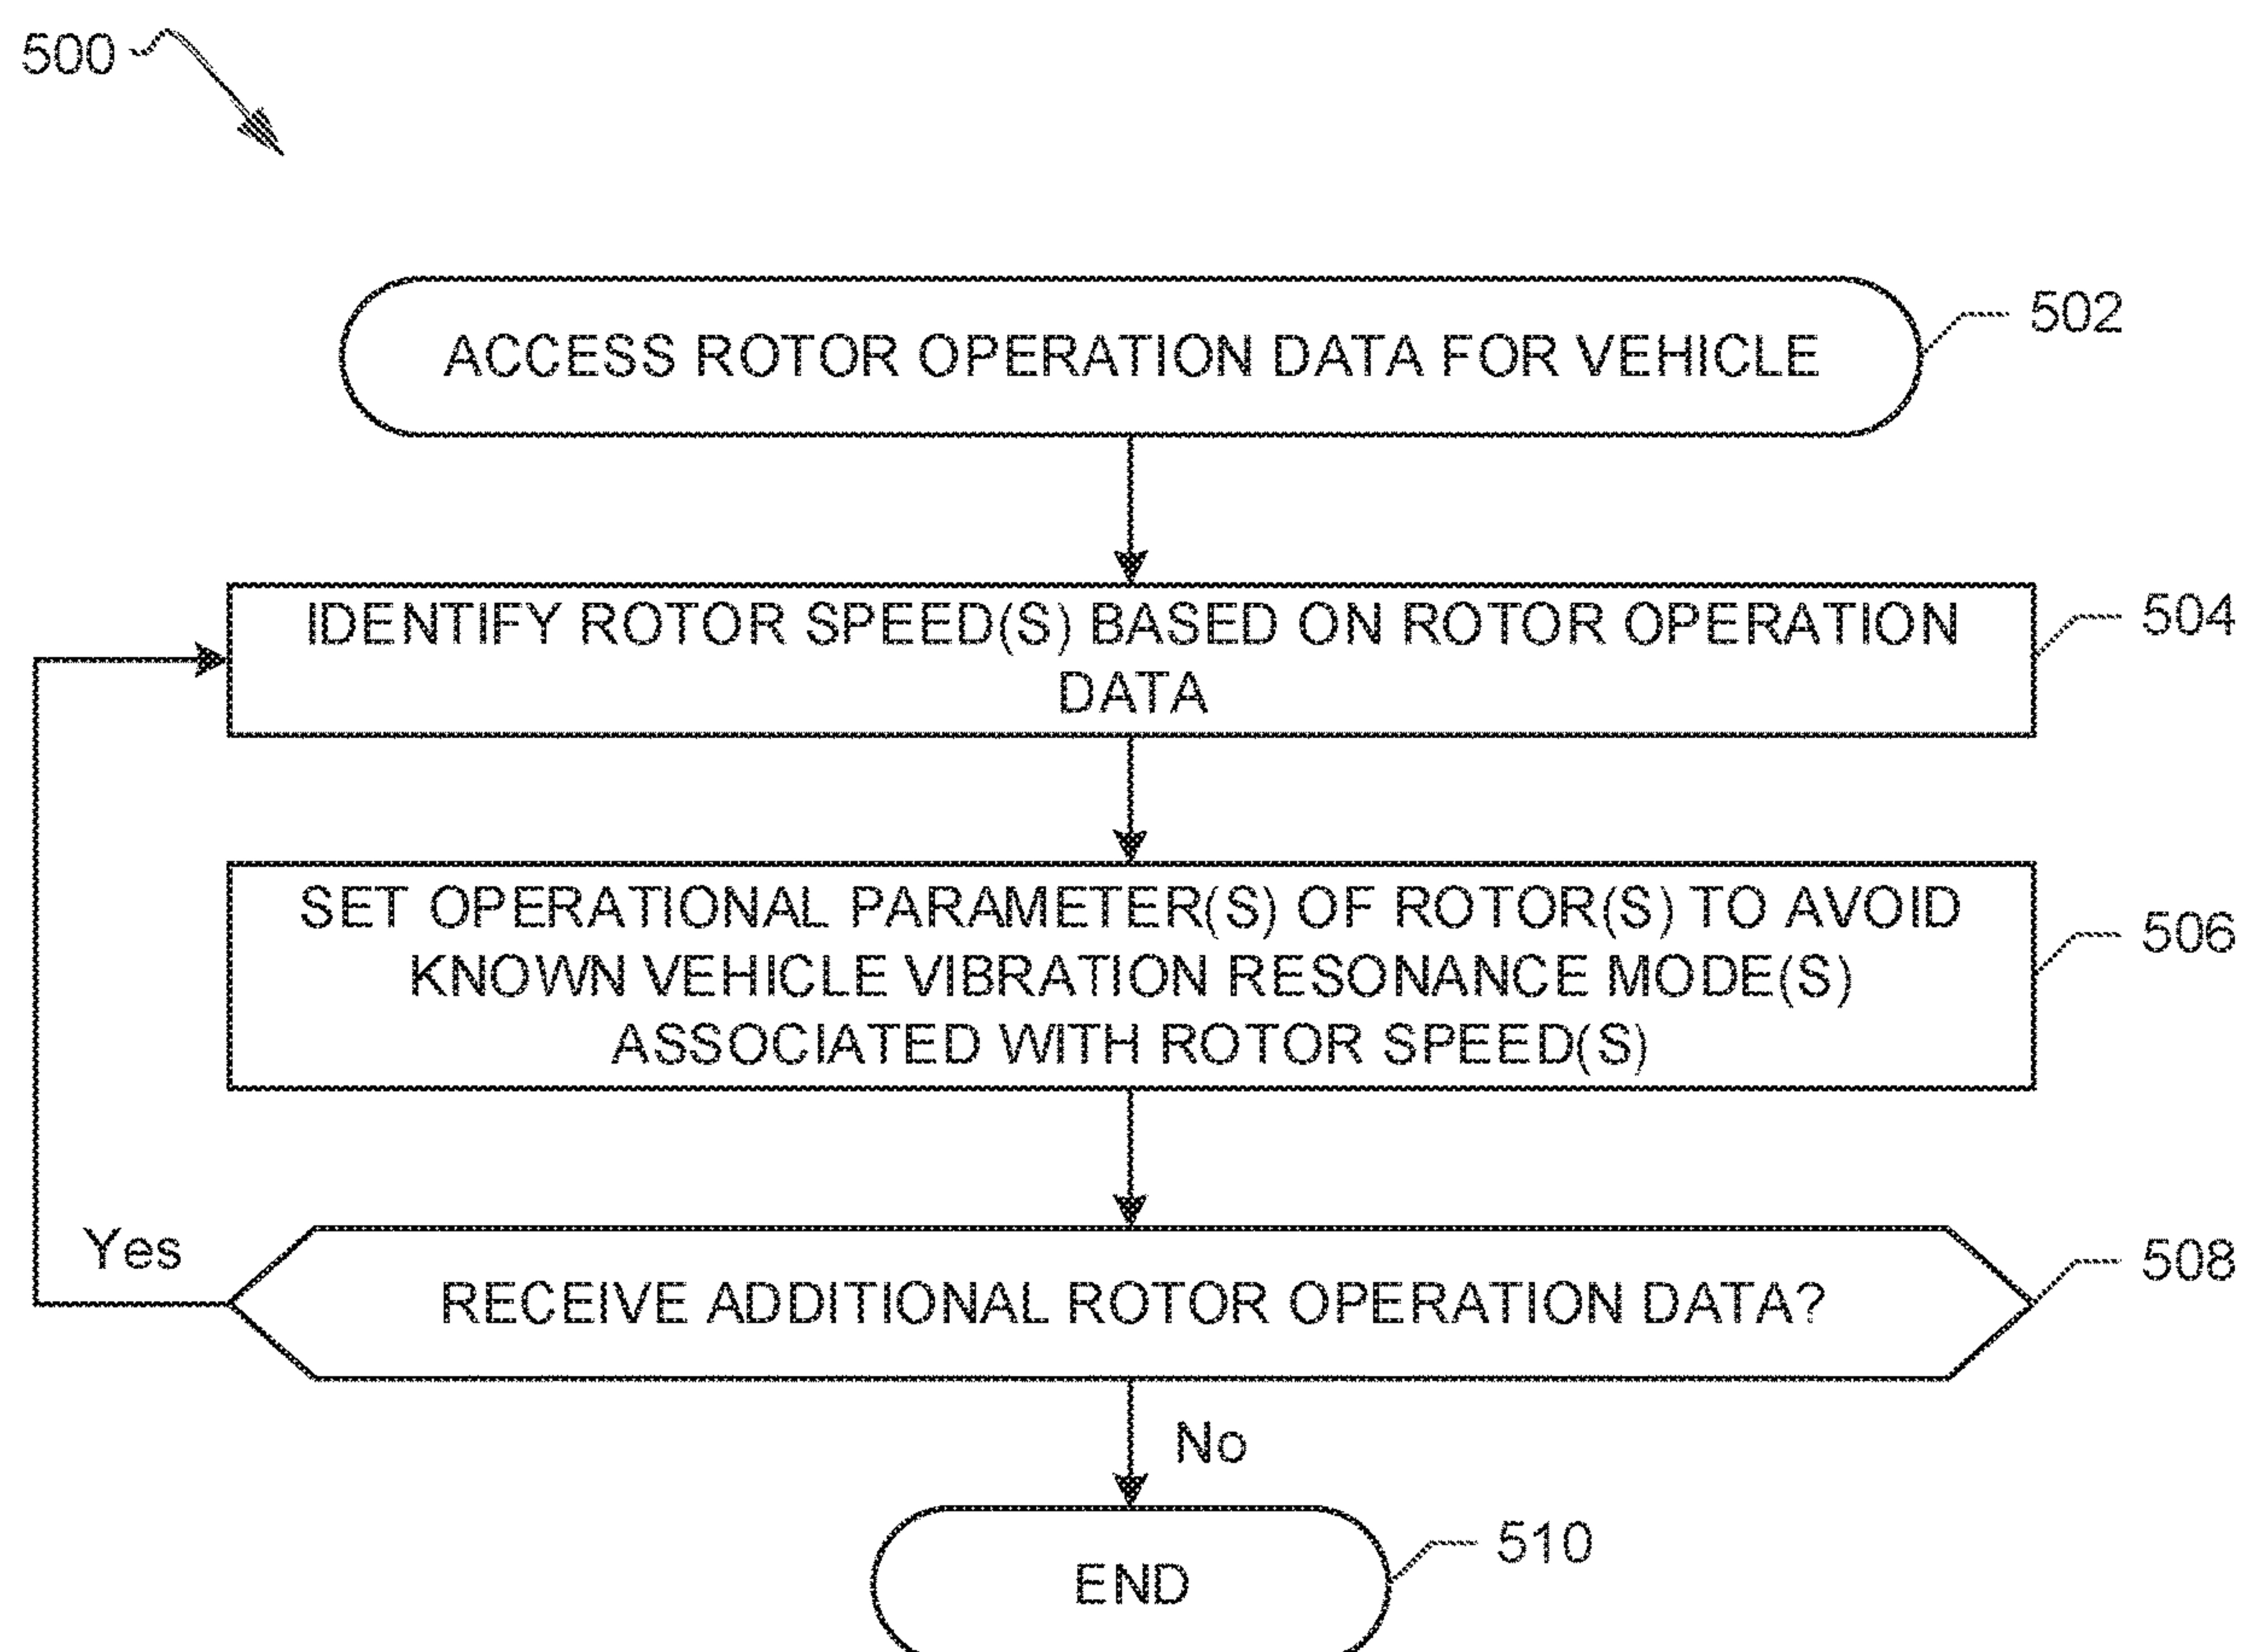 500
ACCESS ROTOR OPERATION DATA FOR VEHICLE
502
IDENTIFY ROTOR SPEED(S) BASED ON ROTOR OPERATION
DATA
504
SET OPERATIONAL PARAMETER(S) OF ROTOR(S) TO AVOID
KNOWN VEHICLE VIBRATION RESONANCE MODE(S)
ASSOCIATED WITH ROTOR SPEED(S)
506
Yes
RECEIVE ADDITIONAL ROTOR OPERATION DATA?
508
No
END
510